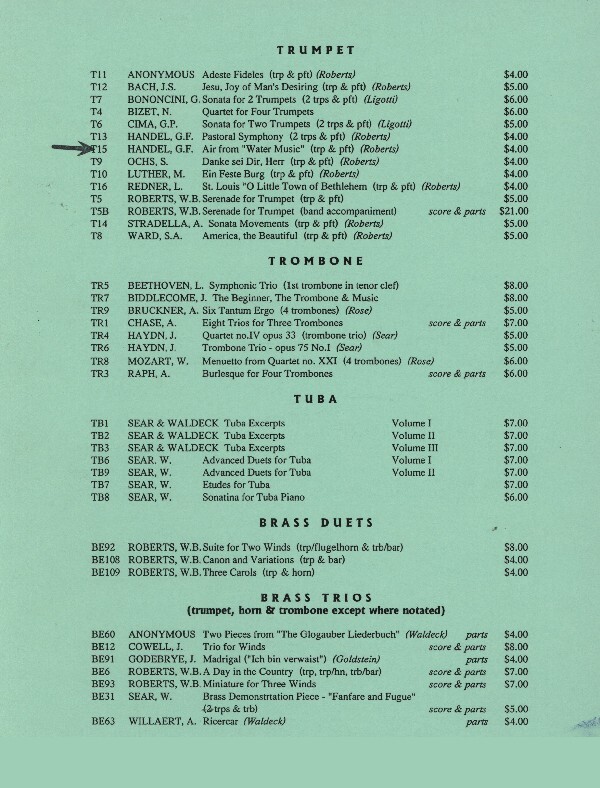 TRUMPET
T11 ANONYMOUS Adeste Fideles (trp & pft) (Roberts) $4.00
T12 BACH, J.S. Jesu, Joy of Man's Desiring (trp & pft) (Roberts) $5.00
T7 BONONCINI, G. Sonata for 2 Trumpets (2 trps & pft) (Ligotti) $6.00
T4 BIZET, N. Quartet for Four Trumpets $6.00
T6 CIMA, G.P. Sonata for Two Trumpets (2 trps & pft) (Ligotti) $5.00
T13 HANDEL, G.F. Pastoral Symphony (2 trps & pft) (Roberts) $4.00
T15 HANDEL, G.F. Air from "Water Music" (trp & pft) (Roberts) $4.00
T9 OCHS, S. Danke sei Dir, Herr (trp & pft) (Roberts) $4.00
T10 LUTHER, M. Ein Feste Burg (trp & pft) (Roberts) $4.00
T16 REDNER, L. St. Louis "O Little Town of Bethlehem (trp & pft) (Roberts) $4.00
T5 ROBERTS, W.B. Serenade for Trumpet (trp & pft) $5.00
T5B ROBERTS, W.B. Serenade for Trumpet (band accompaniment) score & parts $21.00
T14 STRADELLA, A. Sonata Movements (trp & pft) (Roberts) $5.00
T8 WARD, S.A. America, the Beautiful (trp & pft) (Roberts) $5.00
TROMBONE
TR5 BEETHOVEN, L. Symphonic Trio (1st trombone in tenor clef) $8.00
TR7 BIDDLECOME, J. The Beginner, The Trombone & Music $8.00
TR9 BRUCKNER, A. Six Tantum Ergo (4 trombones) (Rose) $5.00
TR1 CHASE, A. Eight Trios for Three Trombones score & parts $7.00
TR4 HAYDN, J. Quartet no.IV opus 33 (trombone trio) (Sear) $5.00
TR6 HAYDN, J. Trombone Trio - opus 75 No.I (Sear) $5.00
TR8 MOZART, W. Menuetto from Quartet no. XXI (4 trombones) (Rose) $6.00
TR3 RAPH, A. Burlesque for Four Trombones score & parts $6.00
TUBA
TB1 SEAR & WALDECK Tuba Excerpts Volume I $7.00
TB2 SEAR & WALDECK Tuba Excerpts Volume II $7.00
TB3 SEAR & WALDECK Tuba Excerpts Volume III $7.00
TB6 SEAR. W. Advanced Duets for Tuba Volume I $7.00
TB9 SEAR, W. Advanced Duets for Tuba Volume II $7.00
TB7 SEAR, W. Etudes for Tuba $7.00
TB8 SEAR, W. Sonatina for Tuba Piano $6.00
BRASS DUETS
BE92 ROBERTS, W.B. Suite for Two Winds (trp/flugelhorn & trb/bar) $8.00
BE108 ROBERTS, W.B. Canon and Variations (trp & bar) $4.00
BE109 ROBERTS, W.B. Three Carols (trp & horn) $4.00
BRASS TRIOS
(trumpet, horn & trombone except where notated)
BE60 ANONYMOUS Two Pieces from "The Glogauber Liederbuch" (Waldeck) parts $4.00
BE12 COWELL, J. Trio for Winds score & parts $8.00
BE91 GODEBRYE, J. Madrigal ("Ich bin verwaist") (Goldstein) parts $4.00
BE6 ROBERTS, W.B. A Day in the Country (trp, trp/hn, trb/bar) score & parts $7.00
BE93 ROBERTS, W.B. Miniature for Three Winds score & parts $7.00
BE31 SEAR, W. Brass Demonstrtation Piece - "Fanfare and Fugue"
(2 trps & trb) score & parts $5.00
BE63 WILLAERT, A. Ricercar (Waldeck) parts $4.00